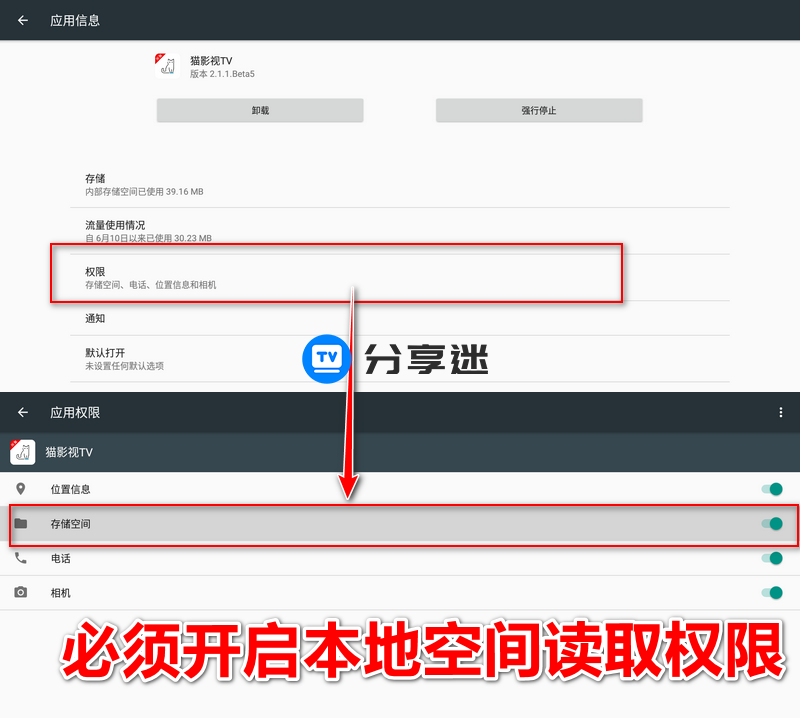 应用信息
猫影视TV
版本 2.1.1.Beta5
卸载
强行停止
存储
内部存储空间已使用 39.16 MB
流量使用情况
自 6月10日以来已使用 30.23 MB
权限
存储空间、电话、位置信息和相机
通知
默认打开
未设置任何默认选项
TV 分享迷
应用权限
猫影视TV
位置信息
存储空间
电话
相机
必须开启本地空间读取权限